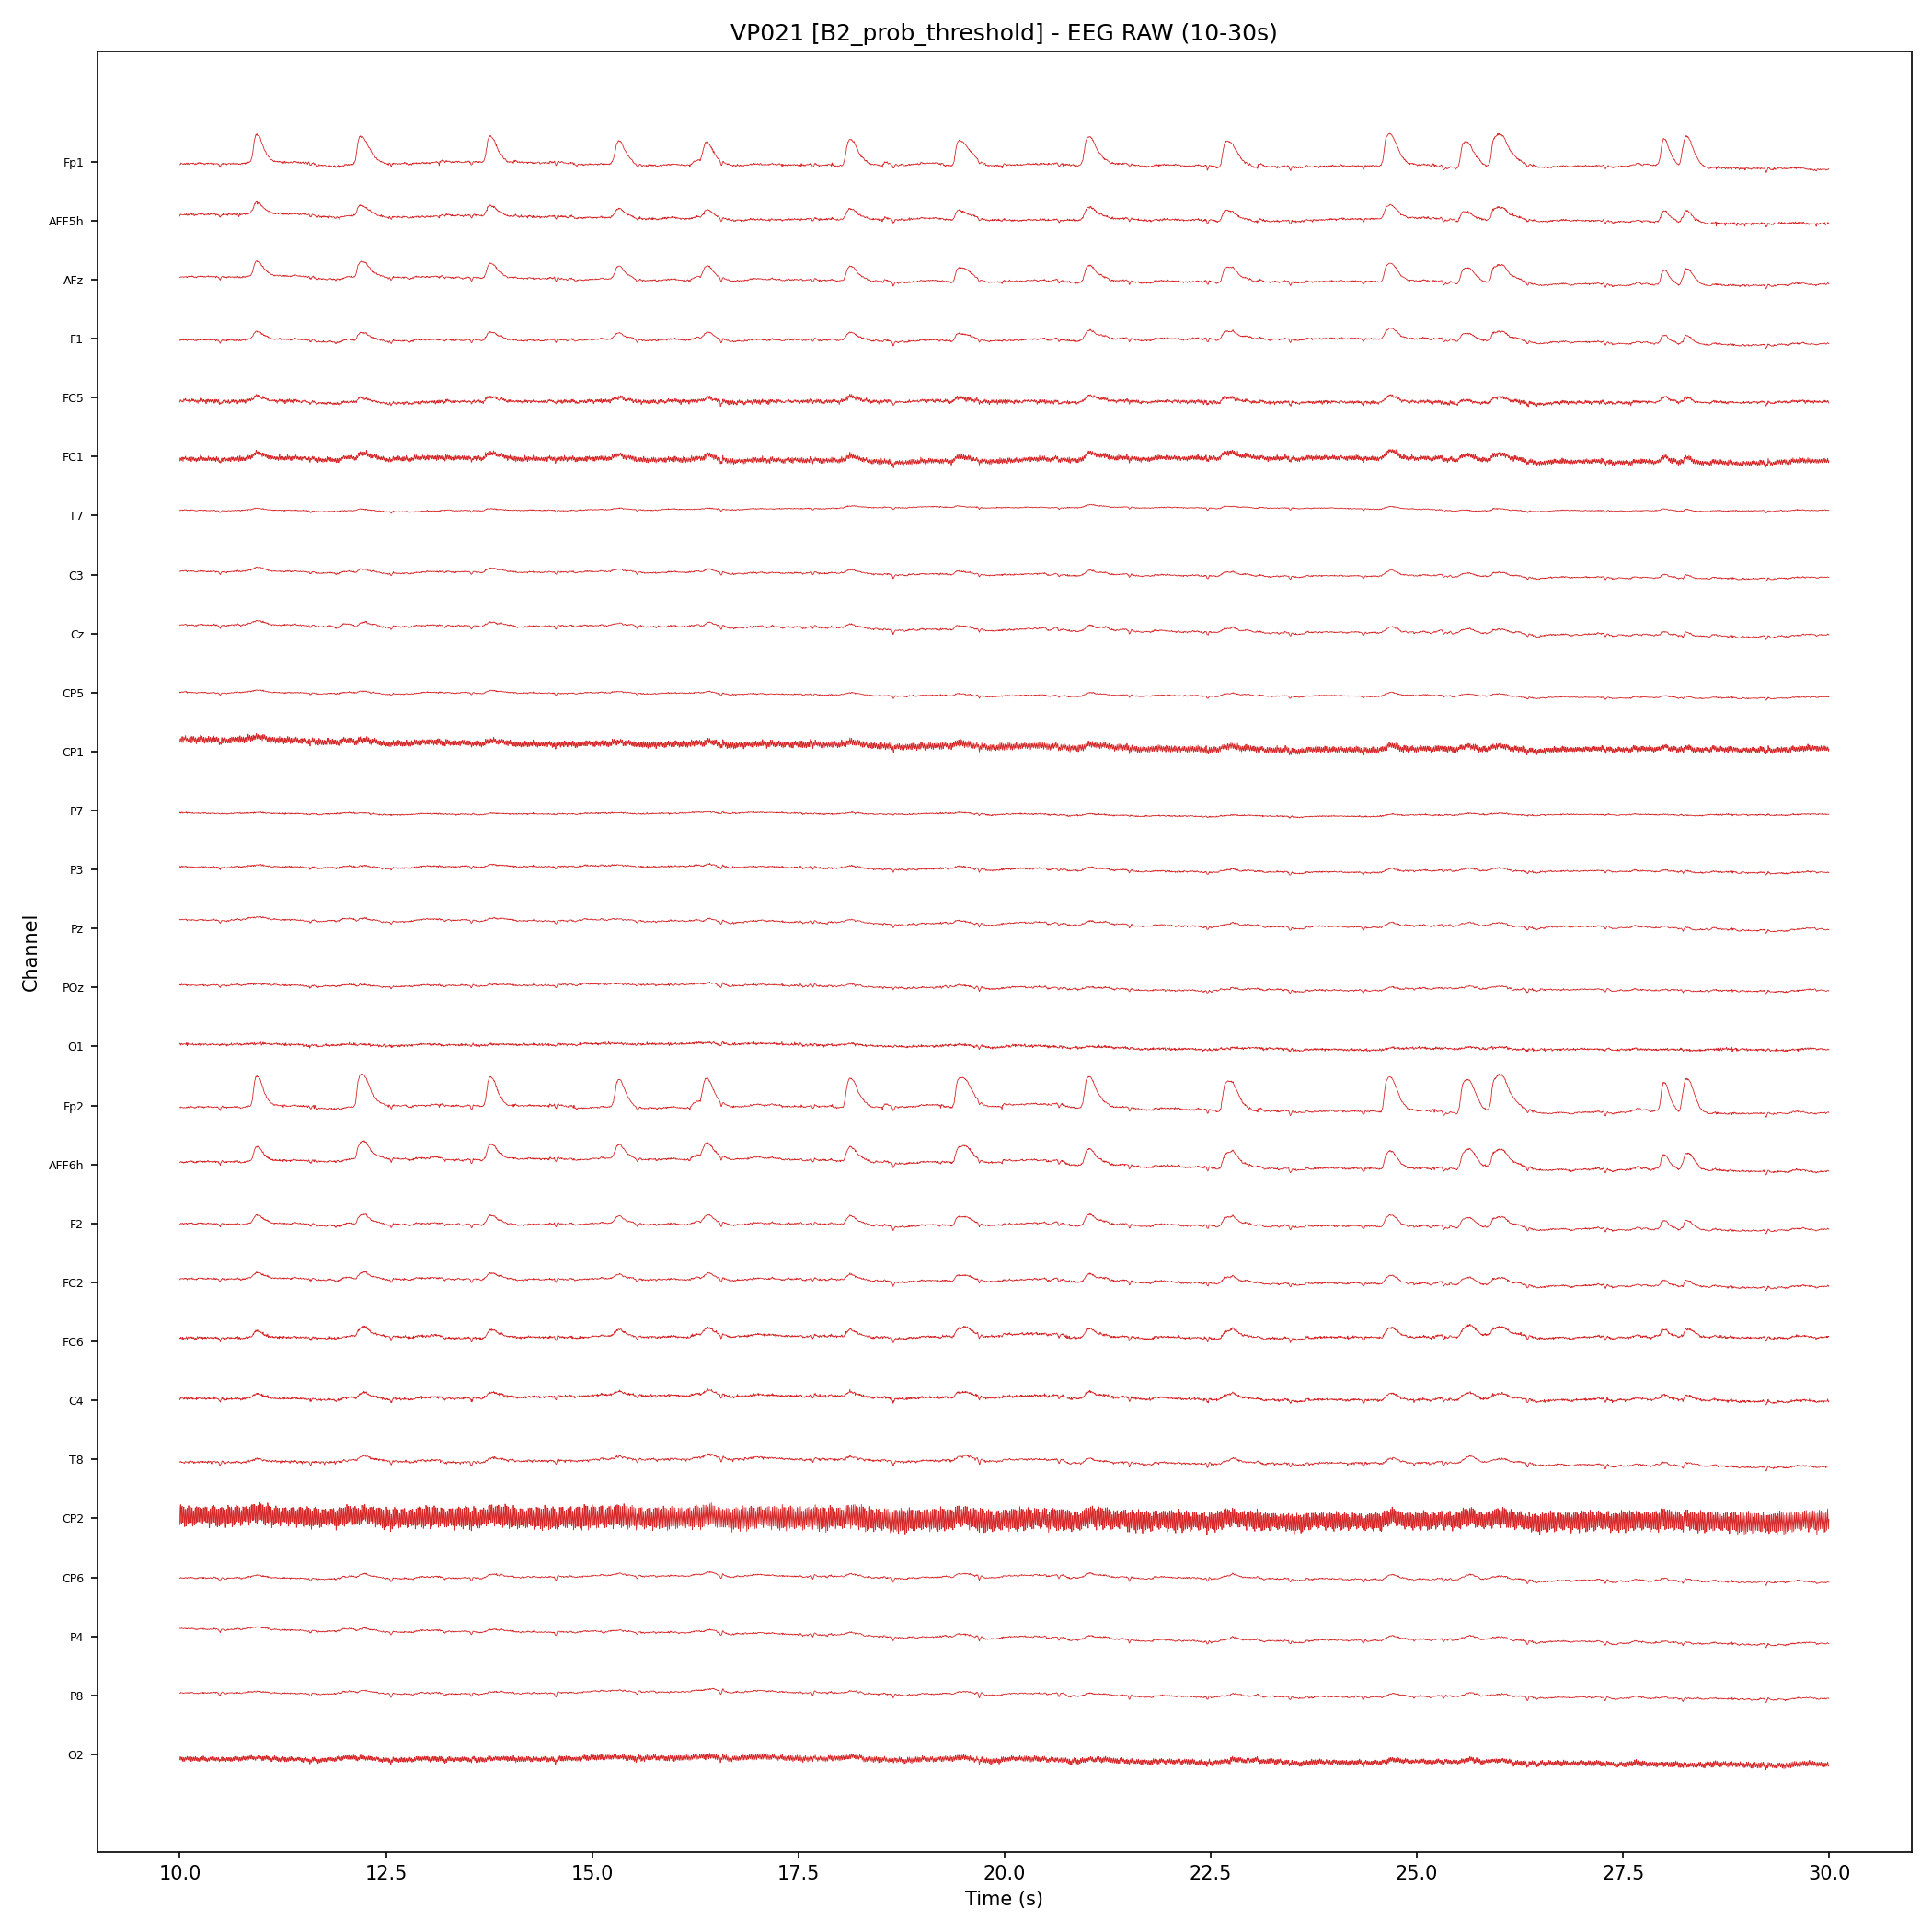 VP021 [B2_prob_threshold] - EEG RAW (10-30s)
Channel
Fp1
AFF5h
AFz
F1
FC5
FC1
T7
C3
Cz
CP5
CP1
P7
P3
Pz
POz
O1
Fp2
AFF6h
F2
FC2
FC6
C4
T8
CP2
CP6
P4
P8
O2
10.0 12.5 15.0 17.5 20.0 22.5 25.0 27.5 30.0
Time (s)